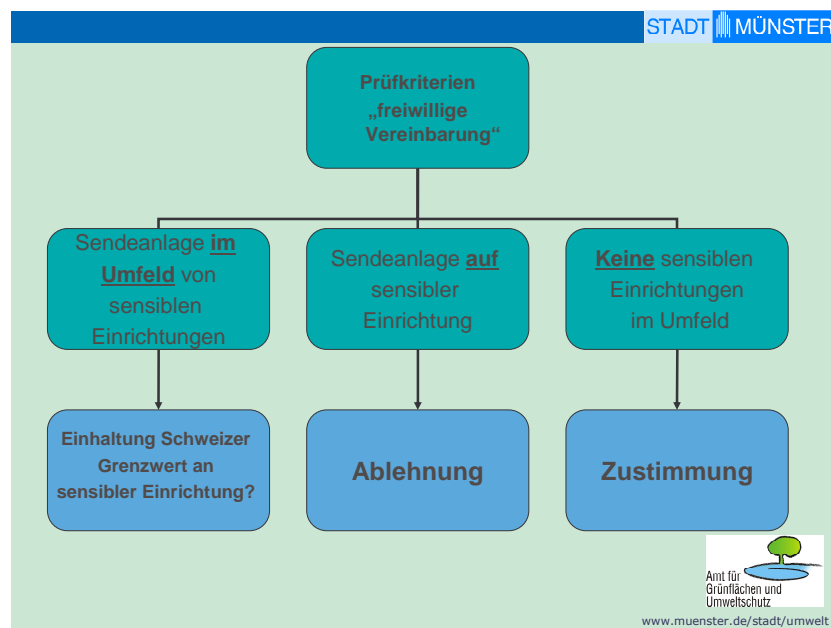 STADT MÜNSTER
Prüfkriterien
„freiwillige
Vereinbarung“
Sendeanlage im
Umfeld von
sensiblen
Einrichtungen
Sendeanlage auf
sensibler
Einrichtung
Keine sensiblen
Einrichtungen
im Umfeld
Einhaltung Schweizer
Grenzwert an
sensibler Einrichtung?
Ablehnung
Zustimmung
Amt für
Grünflächen und
Umweltschutz
www.muenster.de/stadt/umwelt